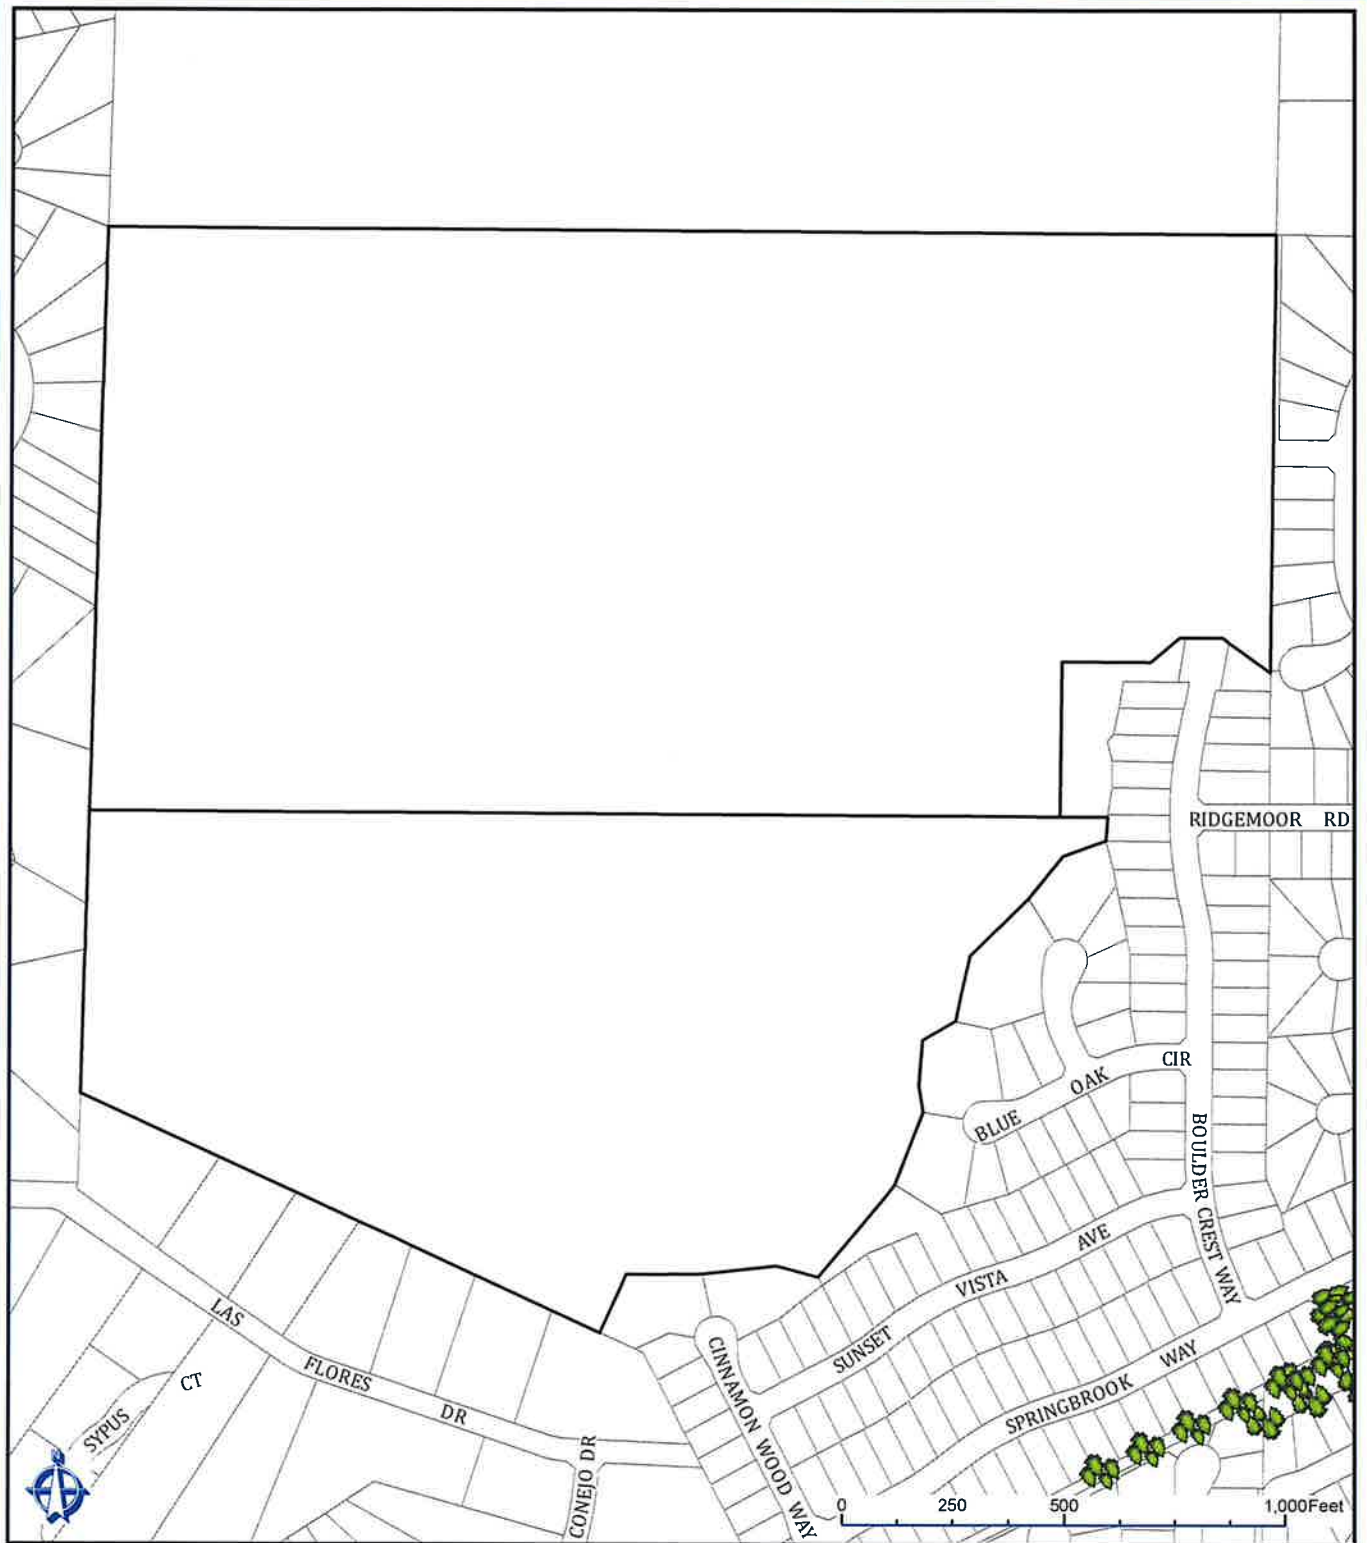 RIDGEMOOR RD
CIR
OAK
BLUE
BOULDER CREST WAY
AVE
VISTA
SUNSET
LAS
FLORES
DR
CT
SYPUS
CONEJO DR
CINNAMON WOOD WAY
WAY
SPRINGBROOK
N
0 250 500 1,000Feet